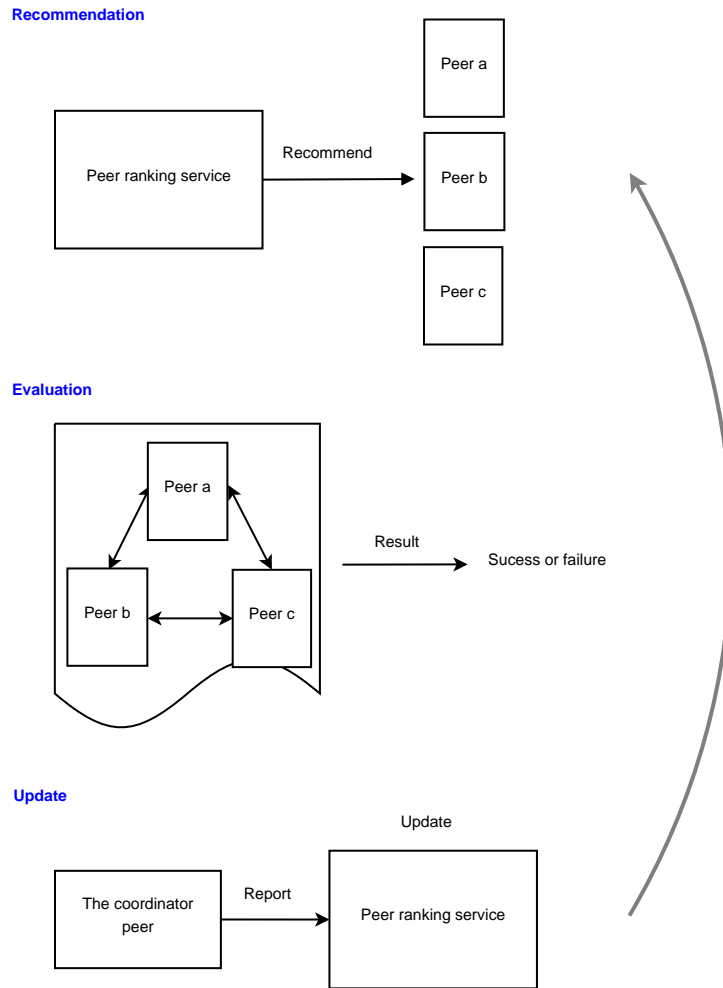 Recommendation
Peer a
Peer ranking service
Recommend
Peer b
Peer c
Evaluation
Peer a
Peer b
Peer c
Result
Sucess or failure
Update
Update
The coordinator
peer
Report
Peer ranking service